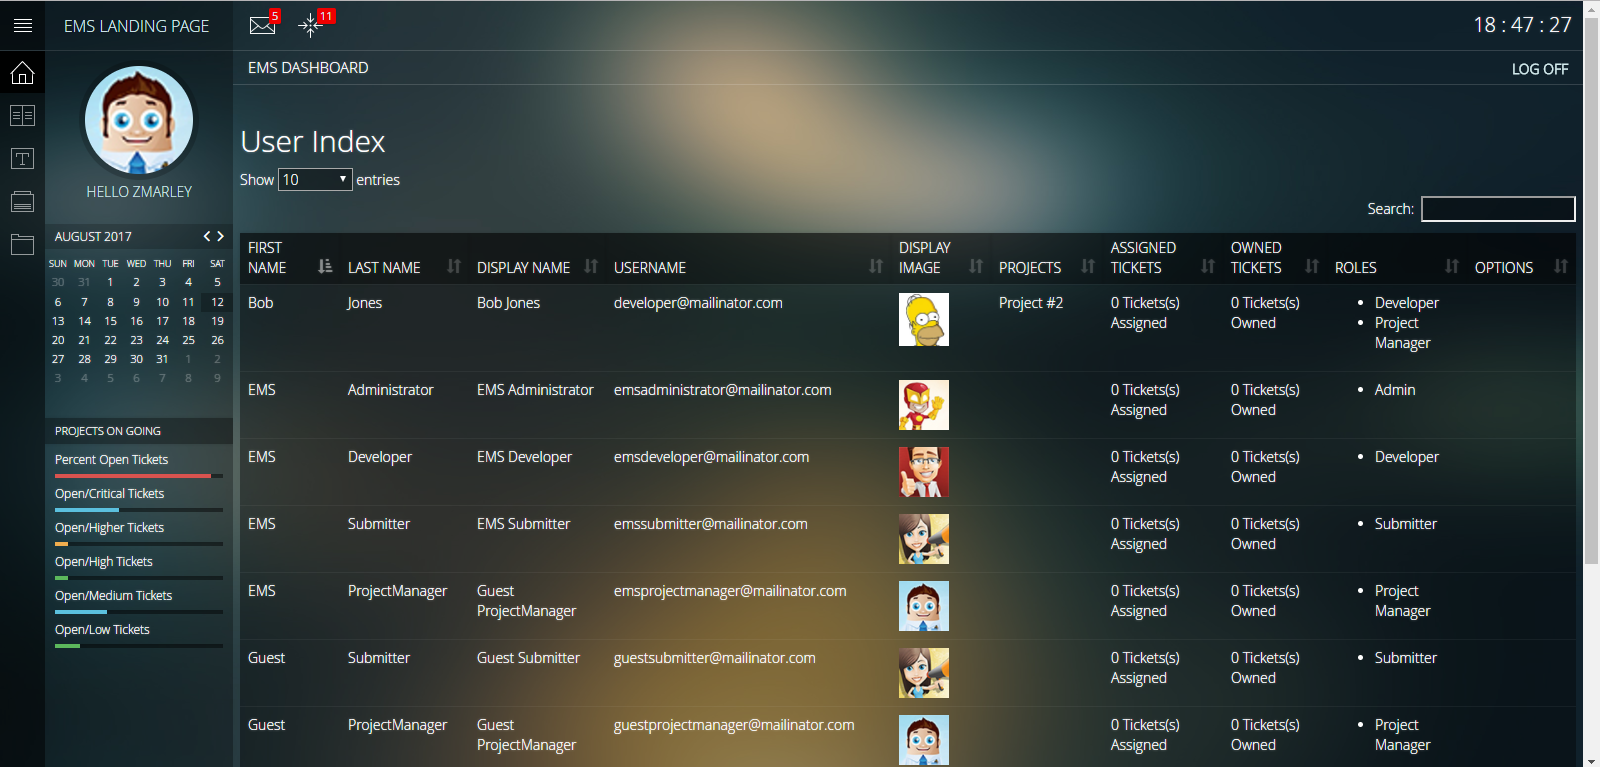 EMS LANDING PAGE
5
11
18 : 47 : 27
EMS DASHBOARD
LOG OFF
HELLO ZMARLEY
AUGUST 2017
SUN MON TUE WED THU FRI SAT
30 31 1 2 3 4 5
6 7 8 9 10 11 12
13 14 15 16 17 18 19
20 21 22 23 24 25 26
27 28 29 30 31 1 2
3 4 5 6 7 8 9
PROJECTS ON GOING
Percent Open Tickets
Open/Critical Tickets
Open/Higher Tickets
Open/High Tickets
Open/Medium Tickets
Open/Low Tickets
User Index
Show 10 entries
Search:
FIRST DISPLAY ASSIGNED OWNED
NAME LAST NAME DISPLAY NAME USERNAME IMAGE PROJECTS TICKETS TICKETS ROLES OPTIONS
Bob Jones Bob Jones developer@mailinator.com Project #2 0 Tickets(s) 0 Tickets(s) Developer
Assigned Owned Project
Manager
EMS Administrator EMS Administrator emsadministrator@mailinator.com 0 Tickets(s) 0 Tickets(s) Admin
Assigned Owned
EMS Developer EMS Developer emsdeveloper@mailinator.com 0 Tickets(s) 0 Tickets(s) Developer
Assigned Owned
EMS Submitter EMS Submitter emssubmitter@mailinator.com 0 Tickets(s) 0 Tickets(s) Submitter
Assigned Owned
EMS ProjectManager Guest emsprojectmanager@mailinator.com 0 Tickets(s) 0 Tickets(s) Project
ProjectManager Assigned Owned Manager
Guest Submitter Guest Submitter guestsubmitter@mailinator.com 0 Tickets(s) 0 Tickets(s) Submitter
Assigned Owned
Guest ProjectManager Guest guestprojectmanager@mailinator.com 0 Tickets(s) 0 Tickets(s) Project
ProjectManager Assigned Owned Manager